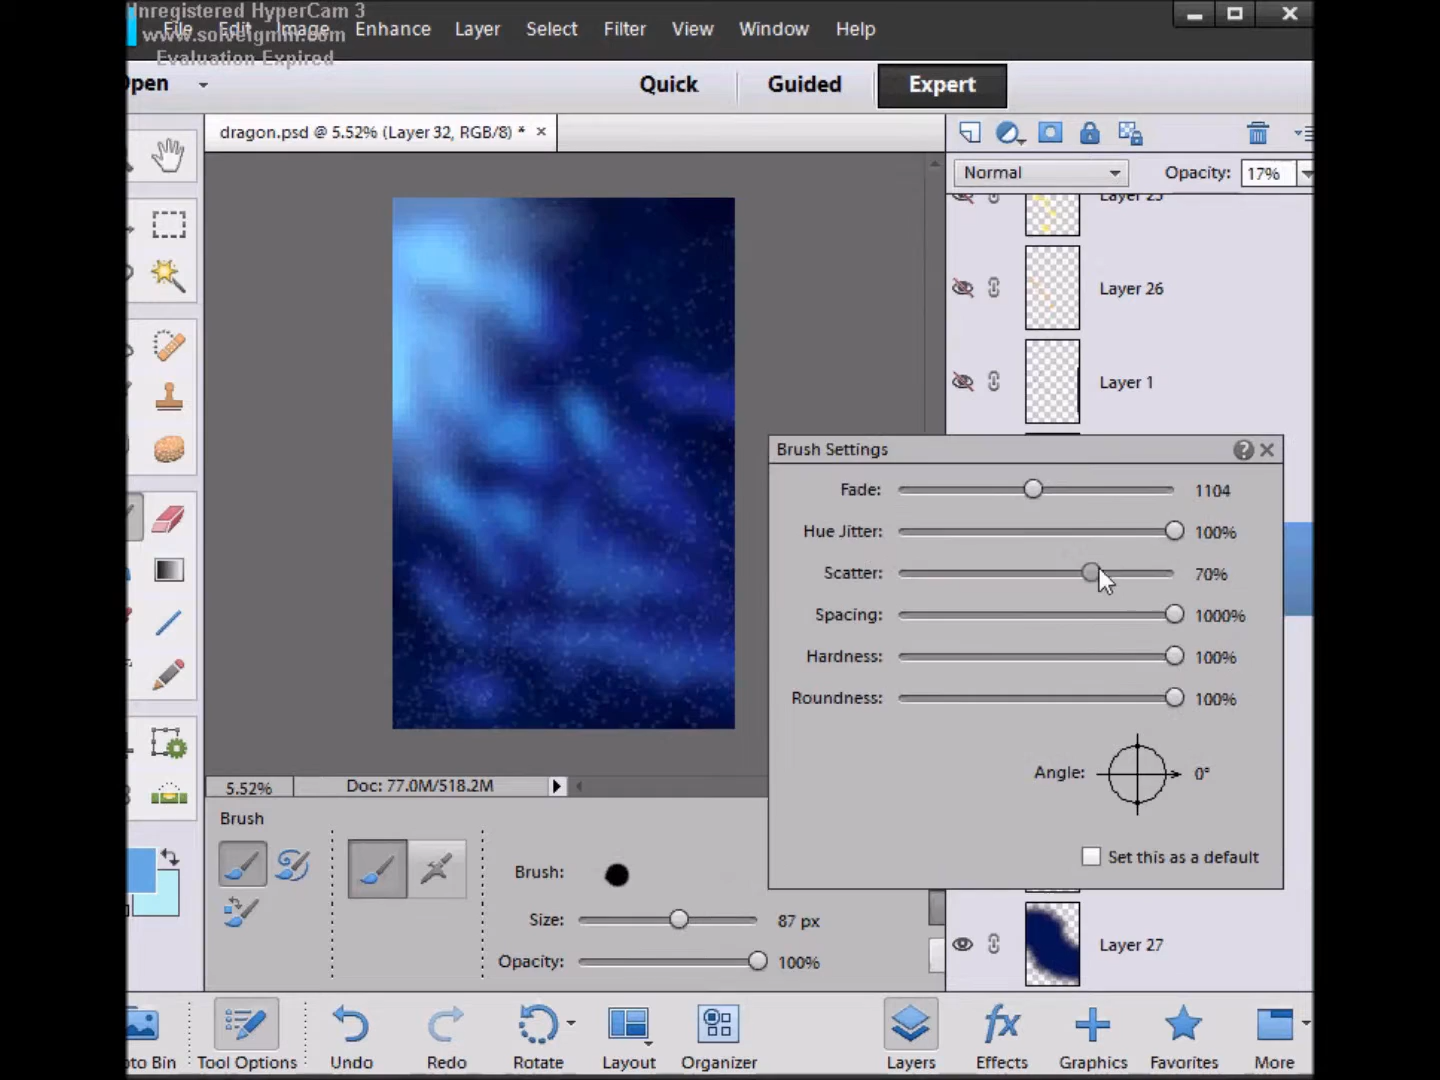 Unregistered HyperCam 3
www.solveigmm.com
Evaluation Expired
File Edit Image Enhance Layer Select Filter View Window Help
Open
Quick Guided Expert
dragon.psd @ 5.52% (Layer 32, RGB/8) * ×
Normal Opacity: 17%
Layer 25
Layer 26
Layer 1
Brush Settings
Fade: 1104
Hue Jitter: 100%
Scatter: 70%
Spacing: 1000%
Hardness: 100%
Roundness: 100%
Angle: 0°
Set this as a default
5.52% Doc: 77.0M/518.2M
Brush
Brush:
Size: 87 px
Opacity: 100%
Layer 27
oto Bin Tool Options Undo Redo Rotate Layout Organizer Layers fx Effects Graphics Favorites More